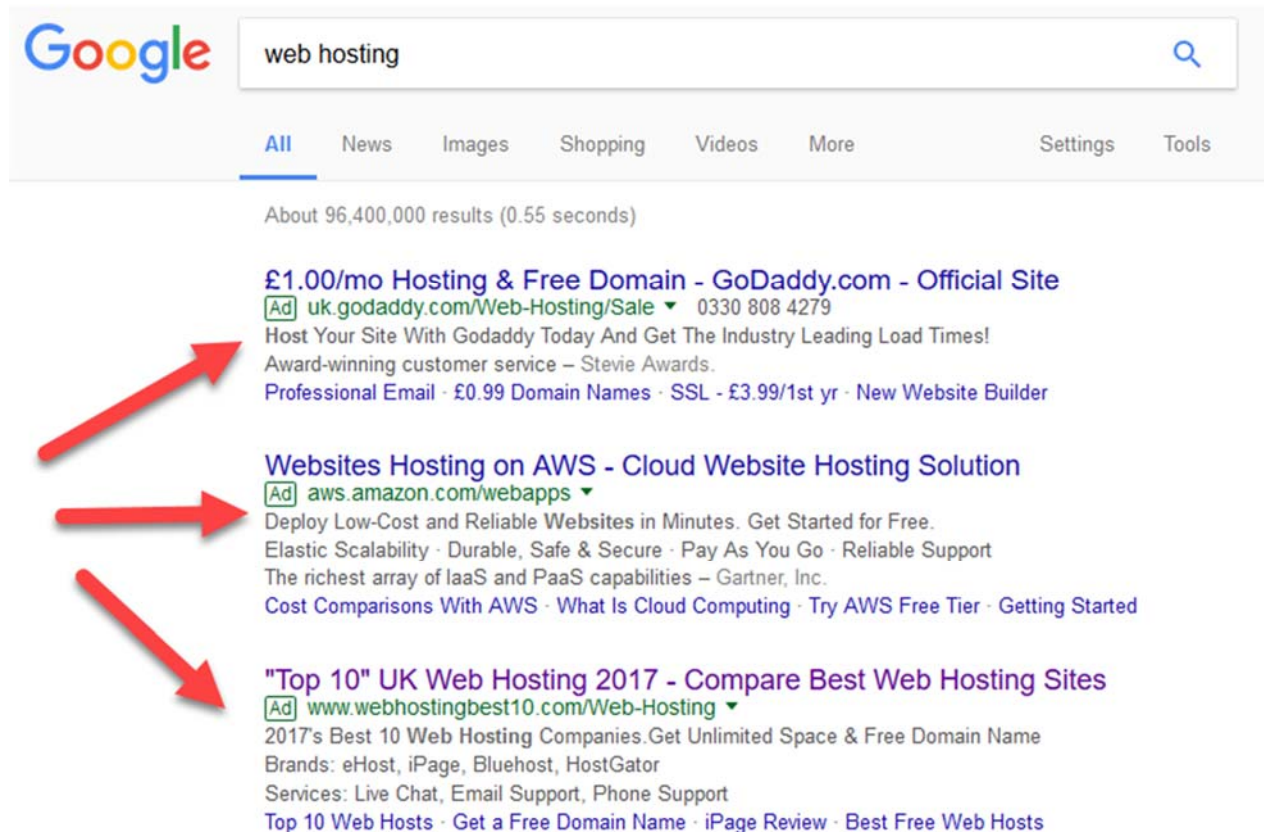 Google
web hosting
All News Images Shopping Videos More Settings Tools
About 96,400,000 results (0.55 seconds)
£1.00/mo Hosting & Free Domain - GoDaddy.com - Official Site
Ad uk.godaddy.com/Web-Hosting/Sale ▼ 0330 808 4279
Host Your Site With Godaddy Today And Get The Industry Leading Load Times!
Award-winning customer service – Stevie Awards.
Professional Email · £0.99 Domain Names · SSL - £3.99/1st yr · New Website Builder
Websites Hosting on AWS - Cloud Website Hosting Solution
Ad aws.amazon.com/webapps ▼
Deploy Low-Cost and Reliable Websites in Minutes. Get Started for Free.
Elastic Scalability · Durable, Safe & Secure · Pay As You Go · Reliable Support
The richest array of IaaS and PaaS capabilities – Gartner, Inc.
Cost Comparisons With AWS · What Is Cloud Computing · Try AWS Free Tier · Getting Started
"Top 10" UK Web Hosting 2017 - Compare Best Web Hosting Sites
Ad www.webhostingbest10.com/Web-Hosting ▼
2017's Best 10 Web Hosting Companies.Get Unlimited Space & Free Domain Name
Brands: eHost, iPage, Bluehost, HostGator
Services: Live Chat, Email Support, Phone Support
Top 10 Web Hosts · Get a Free Domain Name · iPage Review · Best Free Web Hosts